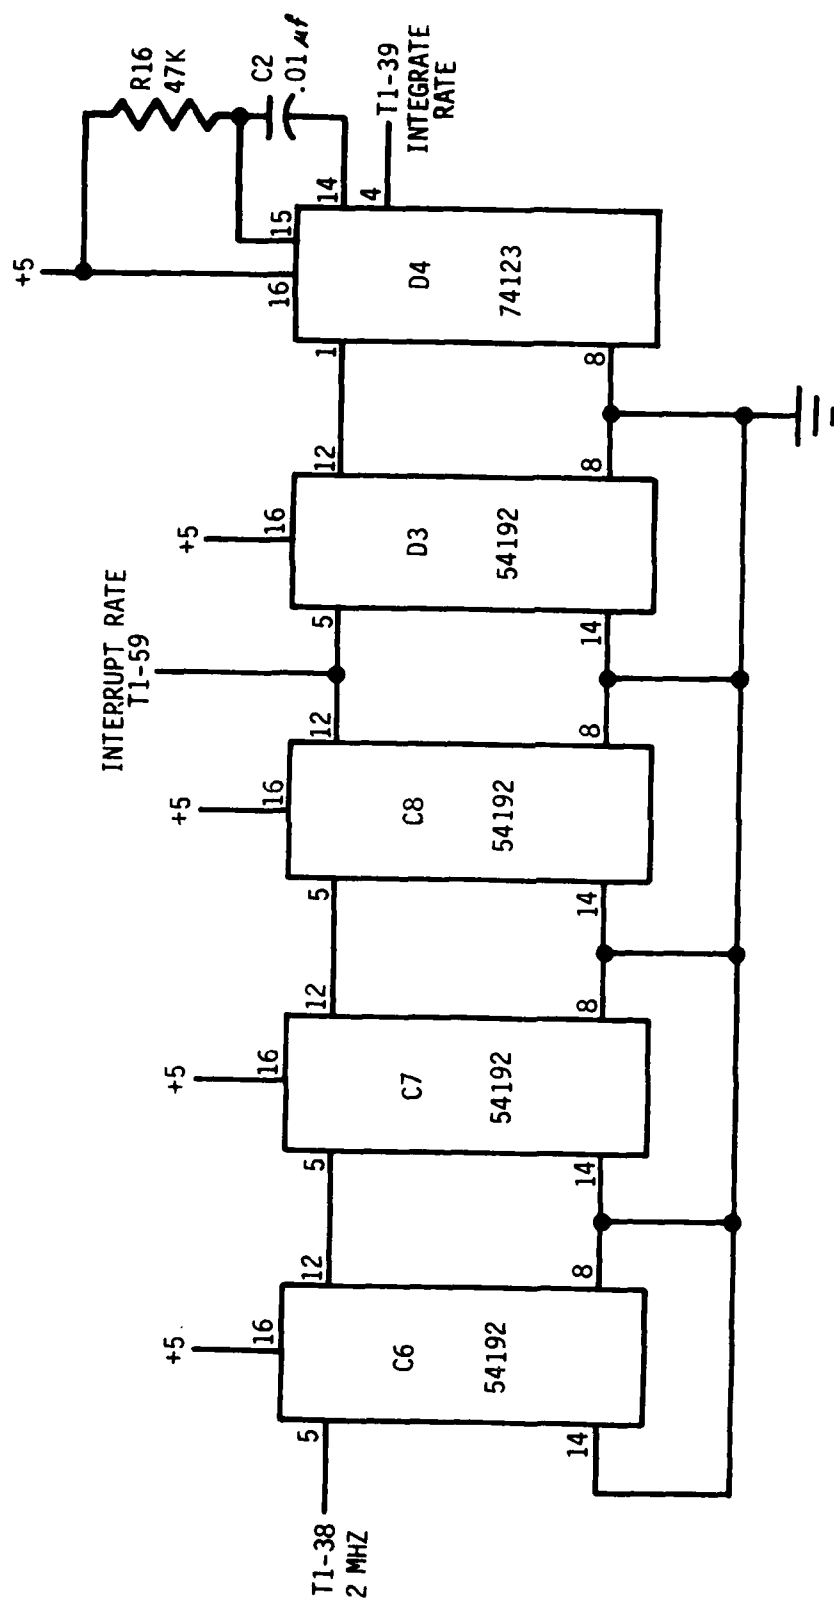 T1-38
2 MHZ
5
14
+5
16
C6
54192
12
8
5
14
+5
16
C7
54192
12
8
5
14
+5
16
C8
54192
12
8
INTERRUPT RATE
T1-59
5
14
+5
16
D3
54192
12
8
1
8
+5
16
15
D4
74123
14
4
R16
47K
C2
.01 μf
T1-39
INTEGRATE
RATE